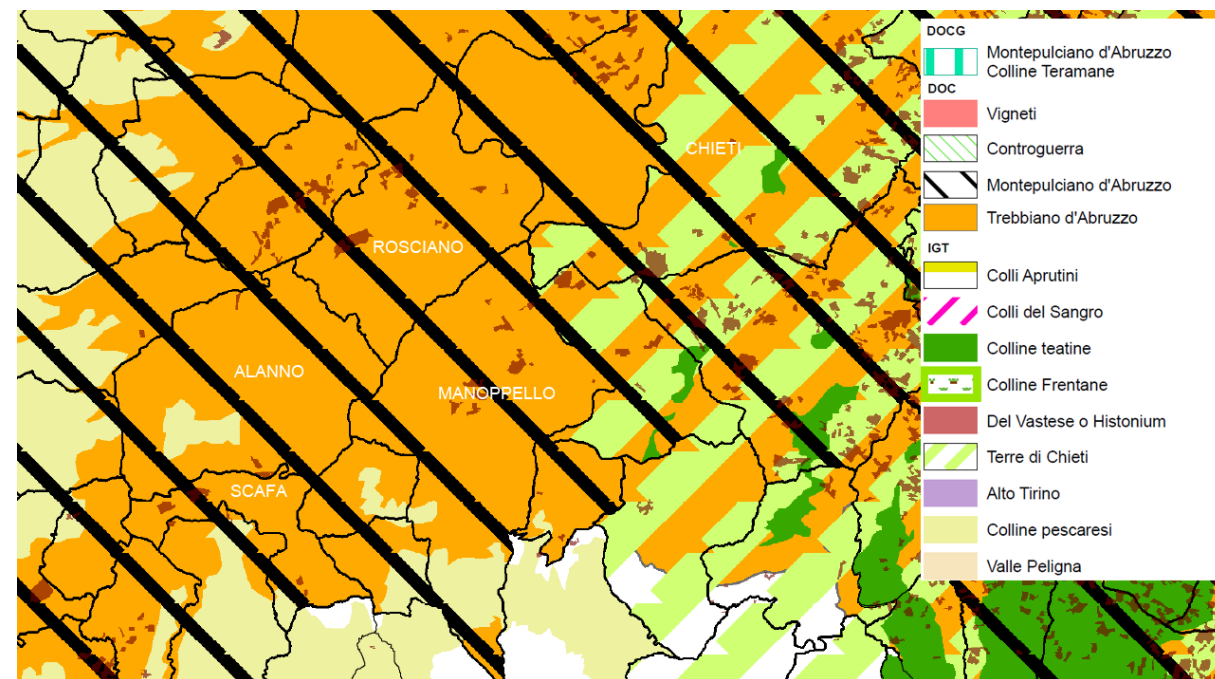 CHIETI
ROSCIANO
ALANNO
MANOPRELLO
SCAFA
DOCG
Montepulciano d'Abruzzo
Colline Teramane
DOC
Vigneti
Controguerra
Montepulciano d'Abruzzo
Trebbiano d'Abruzzo
IGT
Colli Aprutini
Colli del Sangro
Colline teatine
Colline Frentane
Del Vastese o Histonium
Terre di Chieti
Alto Tirino
Colline pescaresi
Valle Peligna